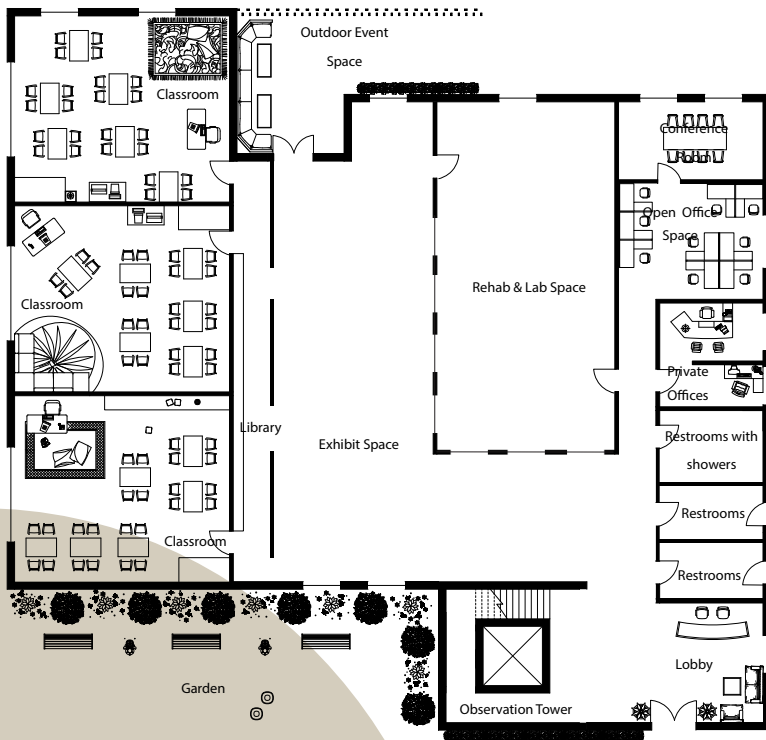 Outdoor Event
Space
Classroom
Conference
Room
Open Office
Space
Rehab & Lab Space
Classroom
Private
Offices
Library
Exhibit Space
Restrooms with
showers
Restrooms
Classroom
Restrooms
Lobby
Garden
Observation Tower